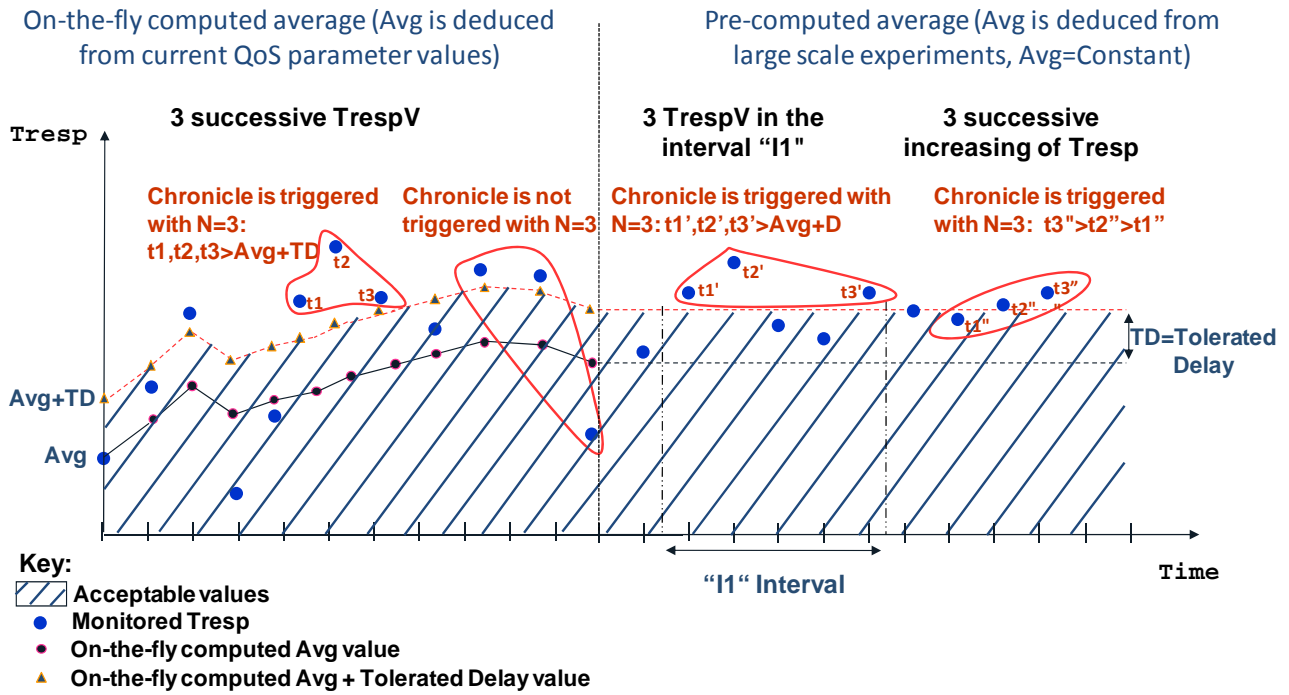 On-the-fly computed average (Avg is deduced
from current QoS parameter values)
Pre-computed average (Avg is deduced from
large scale experiments, Avg=Constant)
Tresp
3 successive TrespV
3 TrespV in the
interval “I1"
3 successive
increasing of Tresp
Chronicle is triggered
with N=3:
t1,t2,t3>Avg+TD
Chronicle is not
triggered with N=3
Chronicle is triggered with
N=3: t1’,t2’,t3’>Avg+D
Chronicle is triggered
with N=3: t3">t2”>t1”
t2
t1
t3
t1'
t2'
t3'
t1"
t2"
t3”
"
TD=Tolerated
Delay
Avg+TD
Avg
Time
“I1“ Interval
Key:
Acceptable values
Monitored Tresp
On-the-fly computed Avg value
On-the-fly computed Avg + Tolerated Delay value